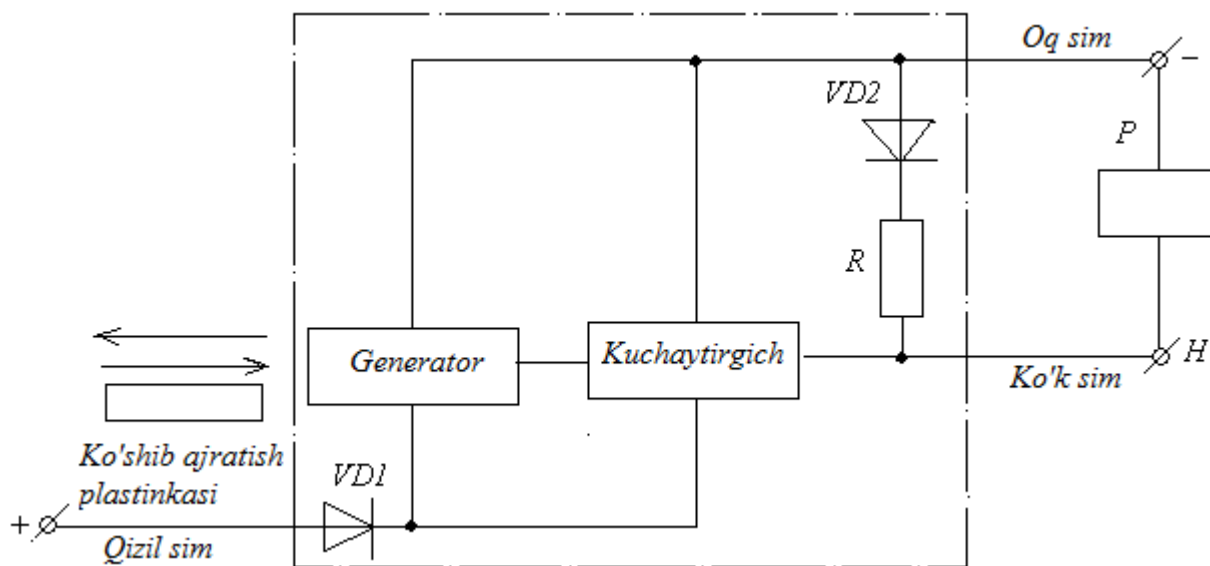 Oq sim
−
VD2
P
R
Generator
Kuchaytirgich
H
Ko'k sim
Ko'shib ajratish
plastinkasi
VD1
+
Qizil sim